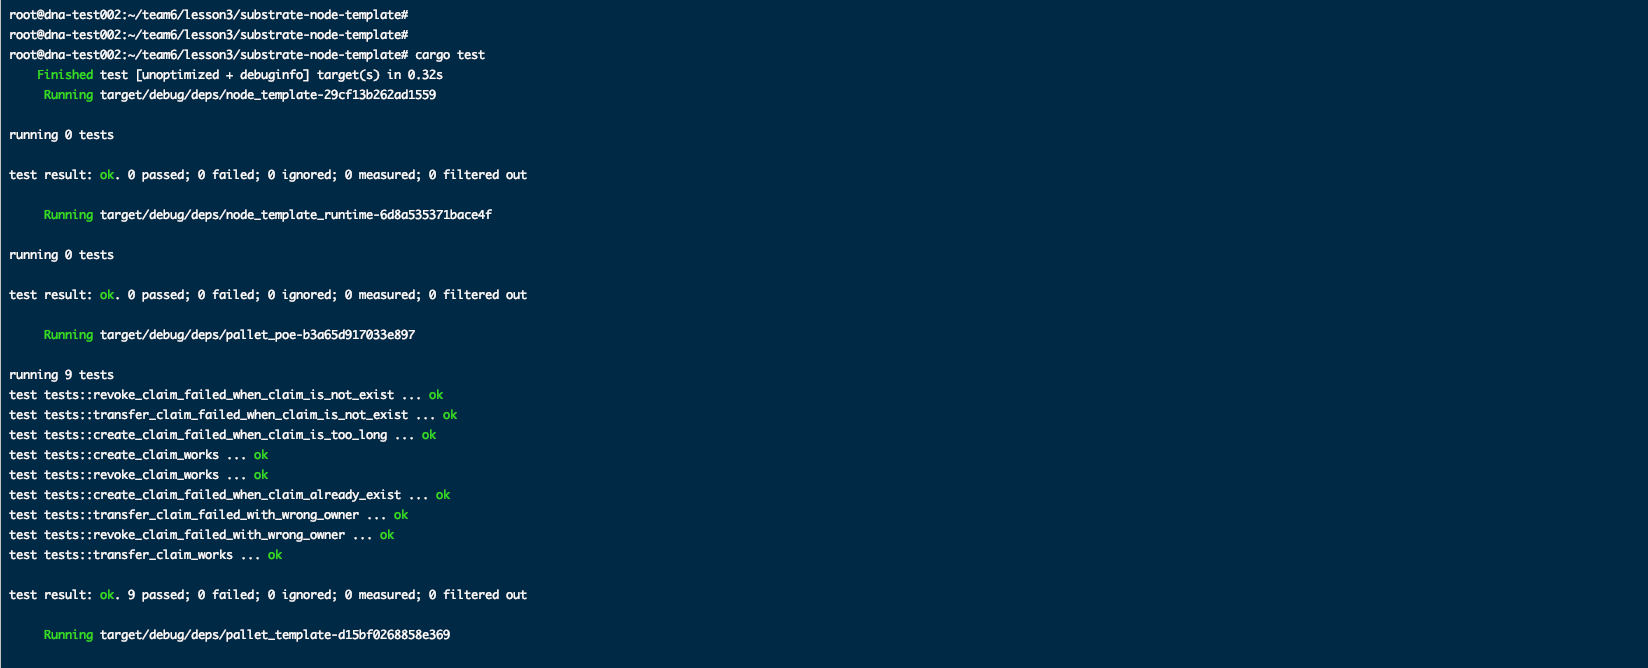 root@dna-test002:~/team6/lesson3/substrate-node-template#
root@dna-test002:~/team6/lesson3/substrate-node-template#
root@dna-test002:~/team6/lesson3/substrate-node-template# cargo test
Finished test [unoptimized + debuginfo] target(s) in 0.32s
Running target/debug/deps/node_template-29cf13b262ad1559
running 0 tests
test result: ok. 0 passed; 0 failed; 0 ignored; 0 measured; 0 filtered out
Running target/debug/deps/node_template_runtime-6d8a535371bace4f
running 0 tests
test result: ok. 0 passed; 0 failed; 0 ignored; 0 measured; 0 filtered out
Running target/debug/deps/pallet_poe-b3a65d917033e897
running 9 tests
test tests::revoke_claim_failed_when_claim_is_not_exist ... ok
test tests::transfer_claim_failed_when_claim_is_not_exist ... ok
test tests::create_claim_failed_when_claim_is_too_long ... ok
test tests::create_claim_works ... ok
test tests::revoke_claim_works ... ok
test tests::create_claim_failed_when_claim_already_exist ... ok
test tests::transfer_claim_failed_with_wrong_owner ... ok
test tests::revoke_claim_failed_with_wrong_owner ... ok
test tests::transfer_claim_works ... ok
test result: ok. 9 passed; 0 failed; 0 ignored; 0 measured; 0 filtered out
Running target/debug/deps/pallet_template-d15bf0268858e369